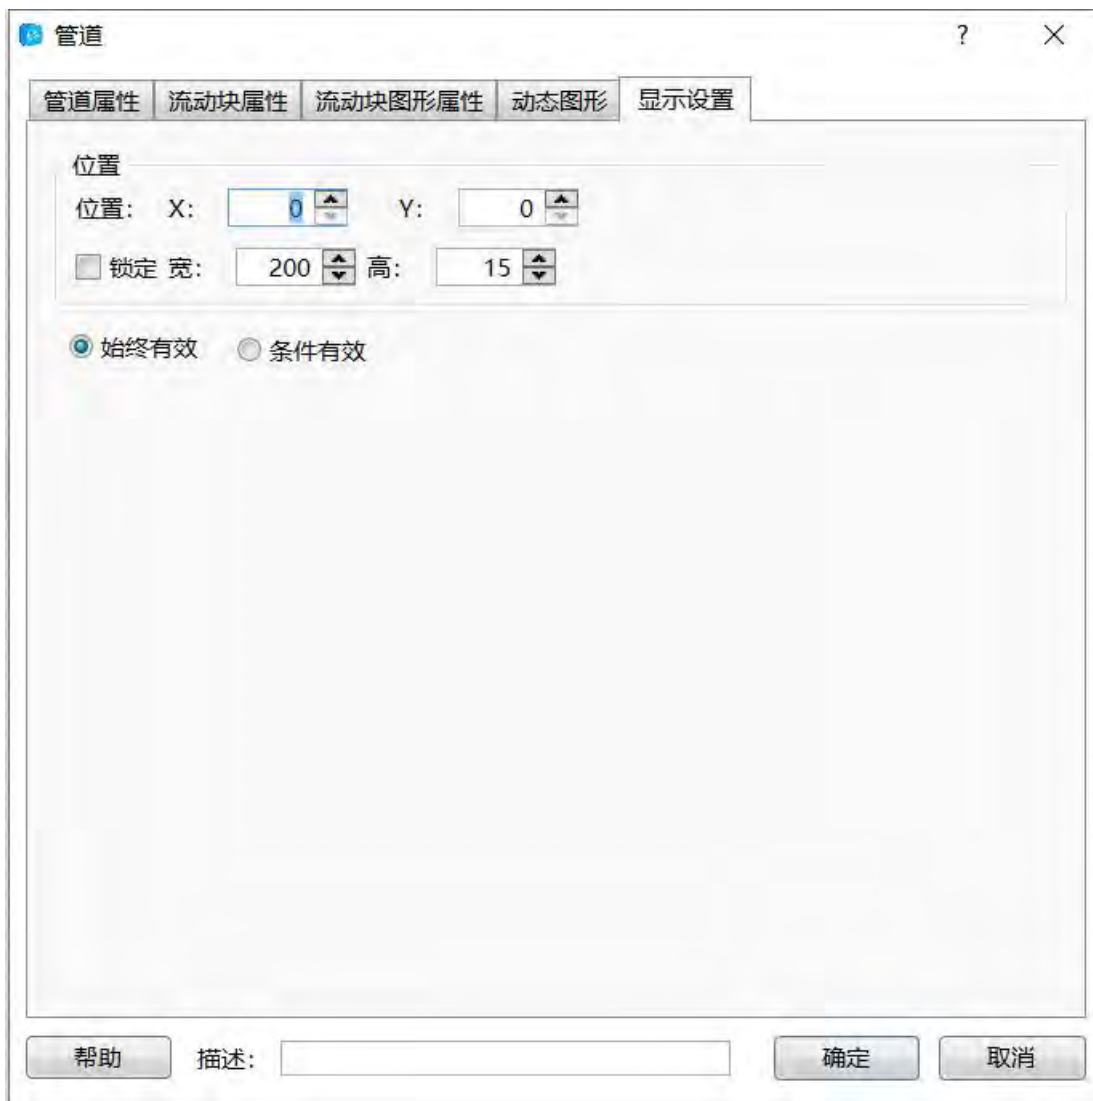 管道 ?
管道属性 流动块属性 流动块图形属性 动态图形 显示设置
位置
位置: X: 0 Y: 0
锁定 宽: 200 高: 15
始终有效 条件有效
帮助 描述: 确定 取消